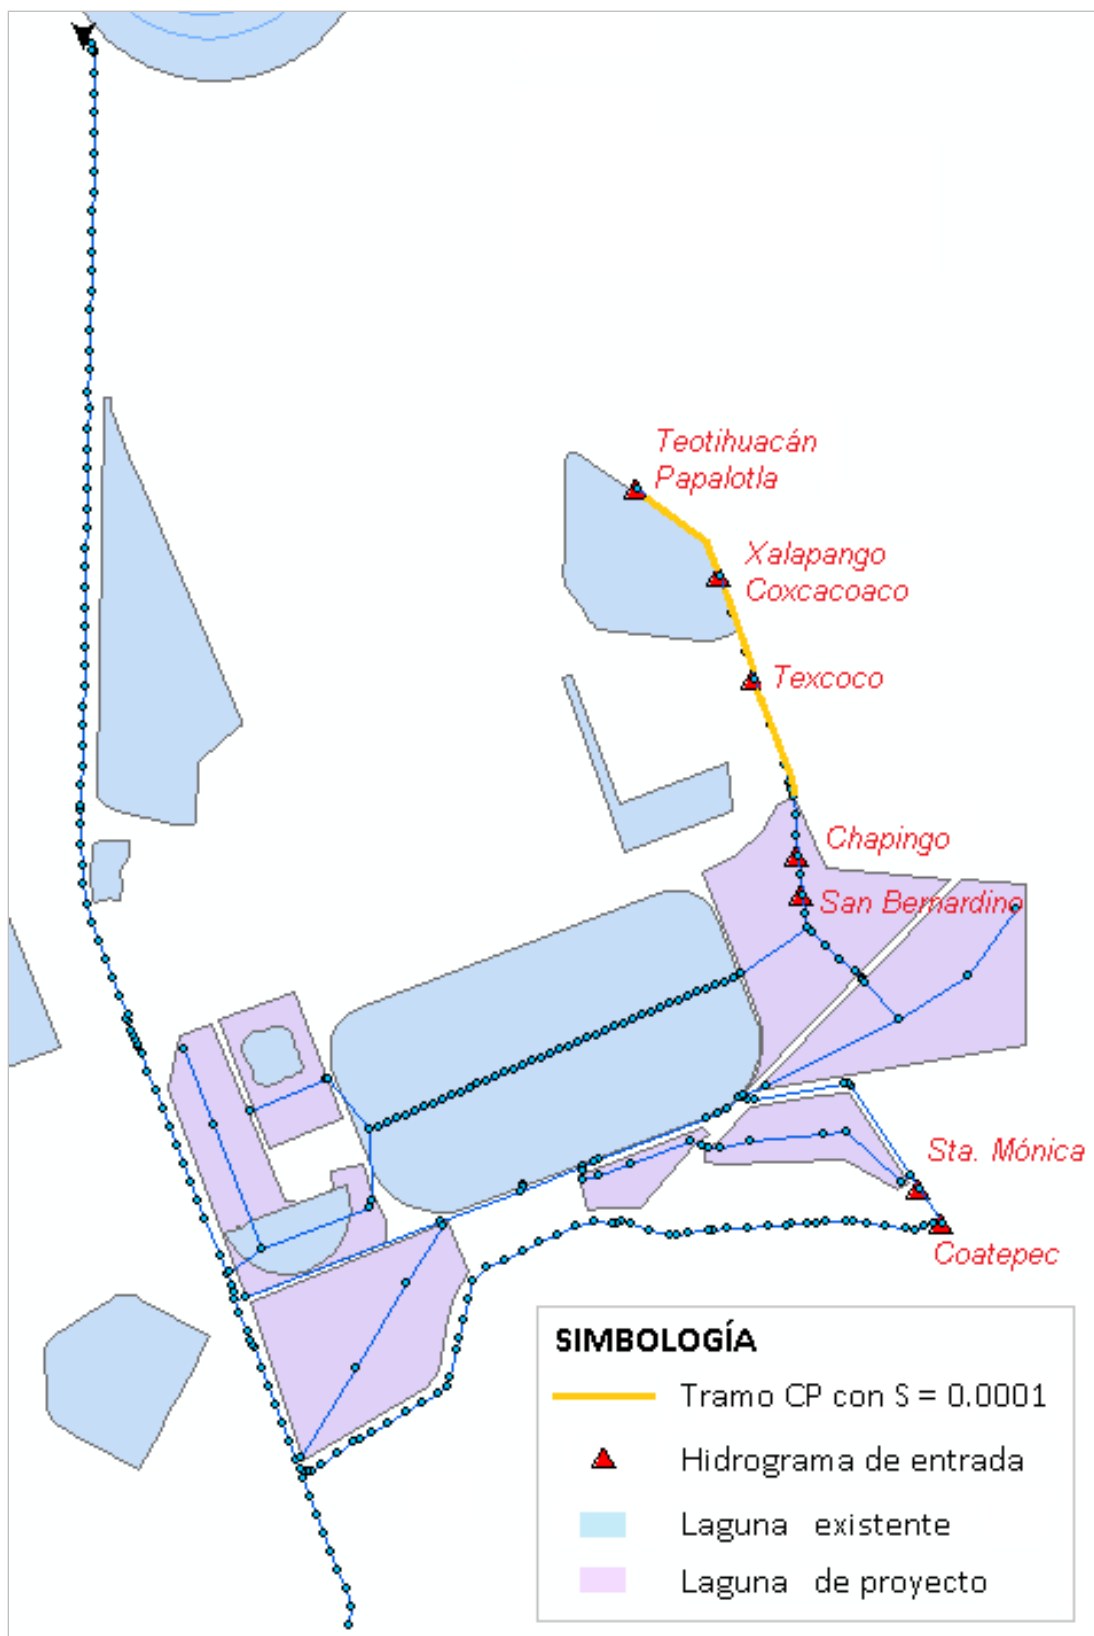 Teotihuacán
Papalotla
Xalapango
Coxcacoaco
Texcoco
Chapingo
San Bernardino
Sta. Mónica
Coatepec
SIMBOLOGÍA
Tramo CP con S = 0.0001
Hidrograma de entrada
Laguna existente
Laguna de proyecto